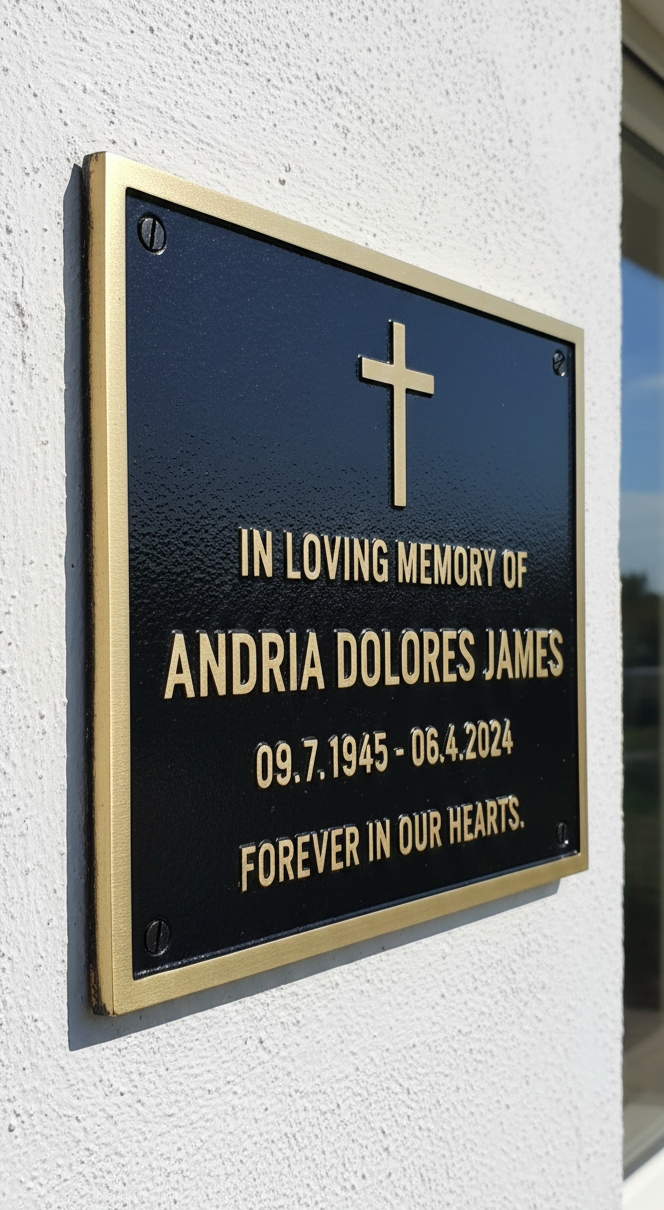 IN LOVING MEMORY OF
ANDRIA DOLORES JAMES
09.7.1945 - 06.4.2024
FOREVER IN OUR HEARTS.